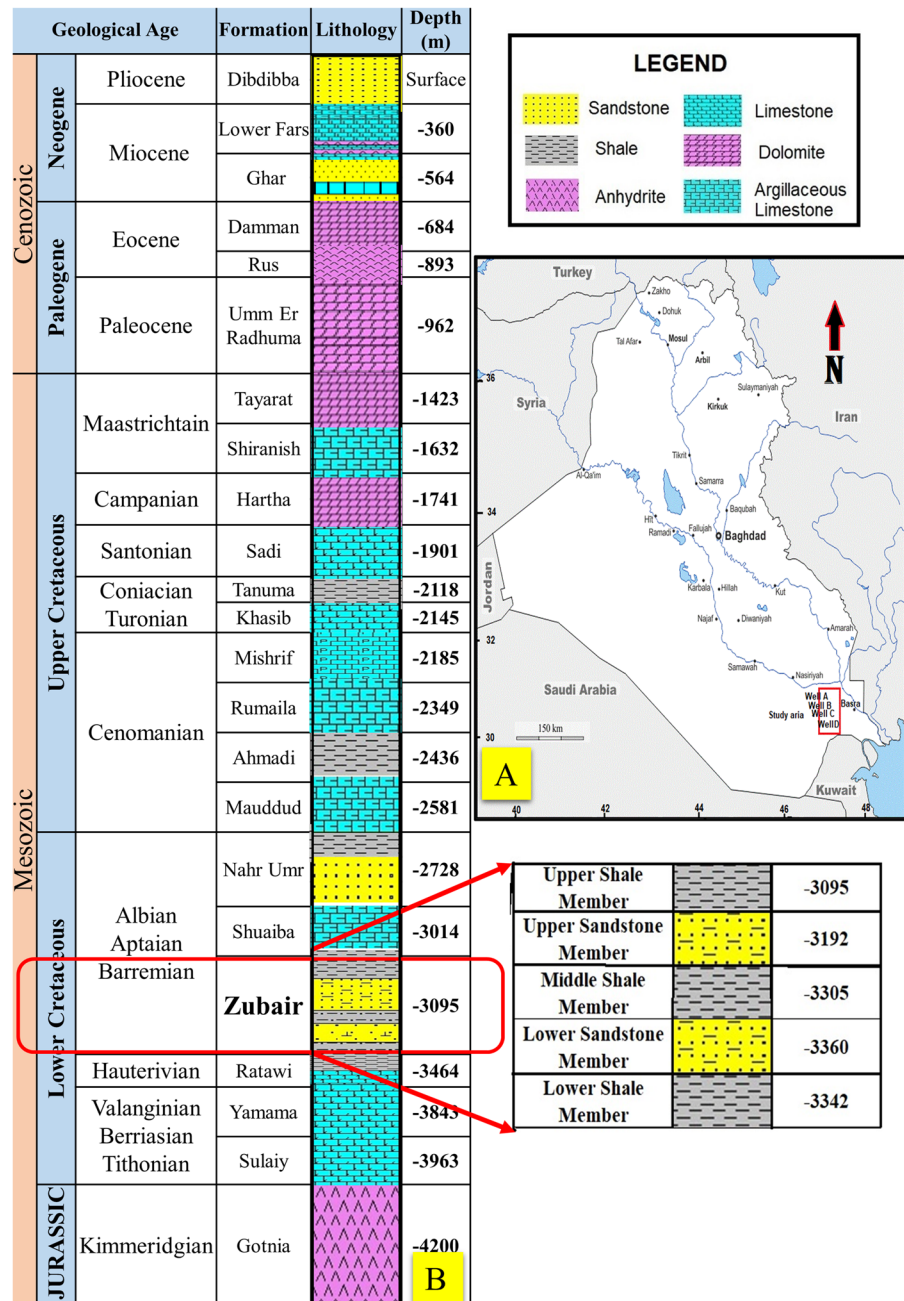 Geological Age Formation Lithology Depth
(m)
Cenozoic
Neogene
Pliocene Dibdibba Surface
Miocene
Lower Fars -360
Ghar -564
Paleogene
Eocene
Damman -684
Rus -893
Paleocene
Umm Er
Radhuma
-962
Mesozoic
Upper Cretaceous
Maastrichtain
Tayarat -1423
Shiranish -1632
Campanian Hartha -1741
Santonian Sadi -1901
Coniacian
Turonian
Tanuma -2118
Khasib -2145
Cenomanian
Mishrif -2185
Rumaila -2349
Ahmadi -2436
Mauddud -2581
Lower Cretaceous
Albian
Aptaian
Barremian
Nahr Umr -2728
Shuaiba -3014
Zubair -3095
Hauterivian Ratawi -3464
Valanginian
Berriasian
Tithonian
Yamama -3843
Sulaiy -3963
JURASSIC
Kimmeridgian Gotnia -4200
B
LEGEND
Sandstone Limestone
Shale Dolomite
Anhydrite Argillaceous
Limestone
Turkey
Zakho
Dohuk
Tal Afar
Mosul
Arbil
N
36
Syria
Sulaymaniyah
Kirkuk
Iran
Tikrit
Al-Qa'im
Samarra
34
Baqubah
Hit
Ramadi
Fallujah
Baghdad
Jordan
Karbala
Hillah
Kut
Najaf
Diwaniyah
Amarah
32
Samawah
Nasiriyah
Saudi Arabia
Well A
Well B
Basra
Study aria
Well C
WellD
150 km
30
A
Kuwait
40 42 44 46 48
Upper Shale
Member
-3095
Upper Sandstone
Member
-3192
Middle Shale
Member
-3305
Lower Sandstone
Member
-3360
Lower Shale
Member
-3342